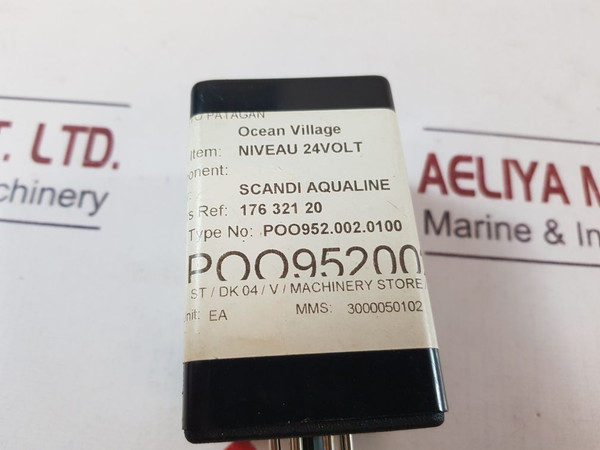 O PATAGAN
Ocean Village
Item: NIVEAU 24VOLT
onent:
SCANDI AQUALINE
s Ref: 176 321 20
Type No: POO952.002.0100
POO95200
ST / DK 04 / V / MACHINERY STORE
nit: EA MMS: 3000050102
T. LTD.
chinery
AELIYA M
Marine & In